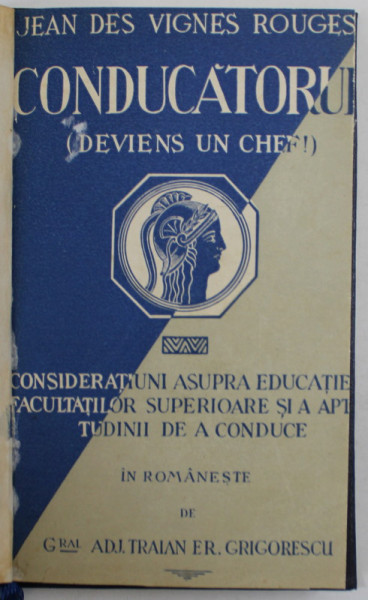 JEAN DES VIGNES ROUGES
CONDUCĂTORUL
(DEVIENS UN CHEF!)
CONSIDERAȚIUNI ASUPRA EDUCAȚIEI
FACULTĂȚILOR SUPERIOARE ȘI A APTI
TUDINII DE A CONDUCE
ÎN ROMÂNEȘTE
DE
GRAL ADJ. TRAIAN ER. GRIGORESCU